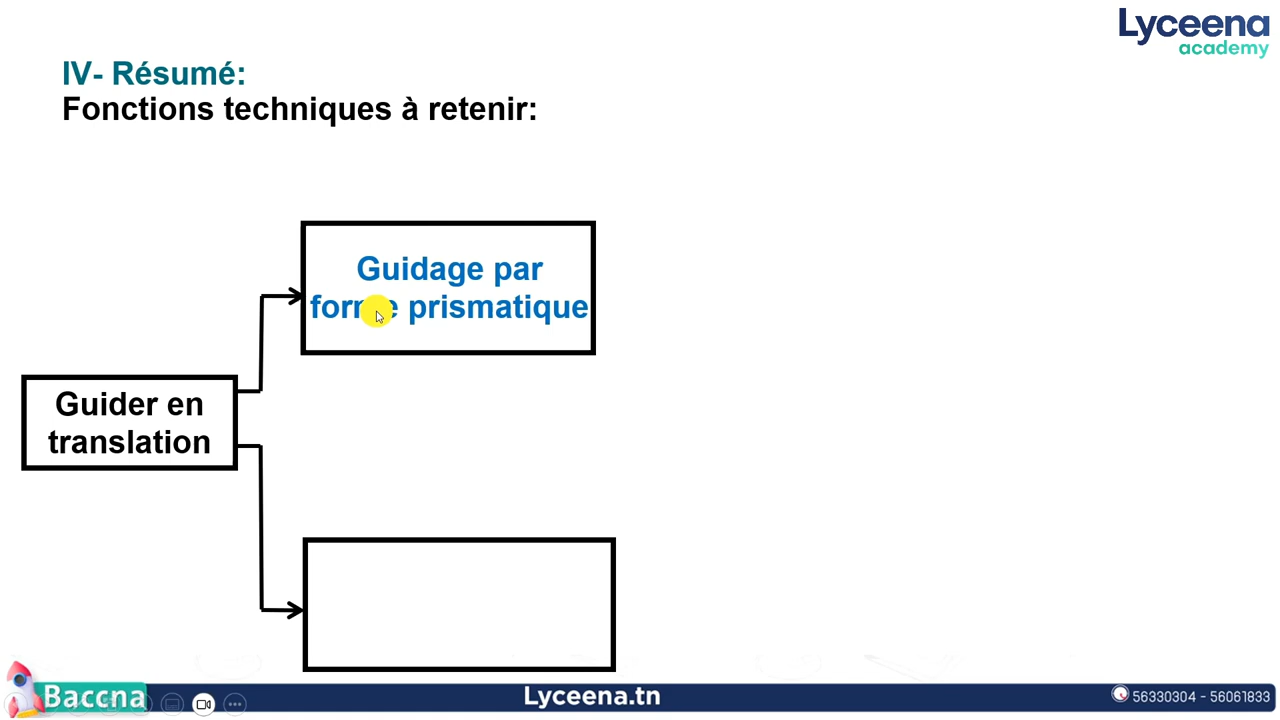 Lyceena
academy
IV- Résumé:
Fonctions techniques à retenir:
Guidage par
forme prismatique
Guider en
translation
Baccna
Lyceena.tn
56330304 - 56061833